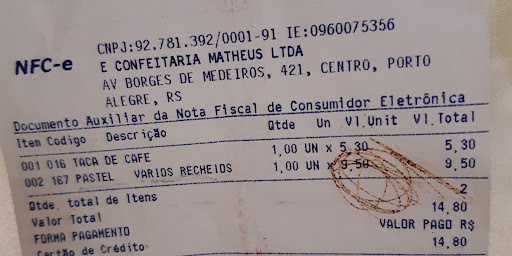 NFC-e
CNPJ:92.781.392/0001-91 IE:0960075356
E CONFEITARIA MATHEUS LTDA
AV BORGES DE MEDEIROS, 421, CENTRO, PORTO
ALEGRE, RS
Documento Auxiliar da Nota Fiscal de Consumidor Eletrônica
Item Codigo Descrição Qtde Un Vl.Unit Vl.Total
001 016 TACA DE CAFE 1,00 UN x 5,30 5,30
002 167 PASTEL VARIOS RECHEIOS 1,00 UN x 9,50 9,50
Qtde. total de Itens 2
Valor Total 14,80
FORMA PAGAMENTO VALOR PAGO R$
Cartão de Crédito 14,80